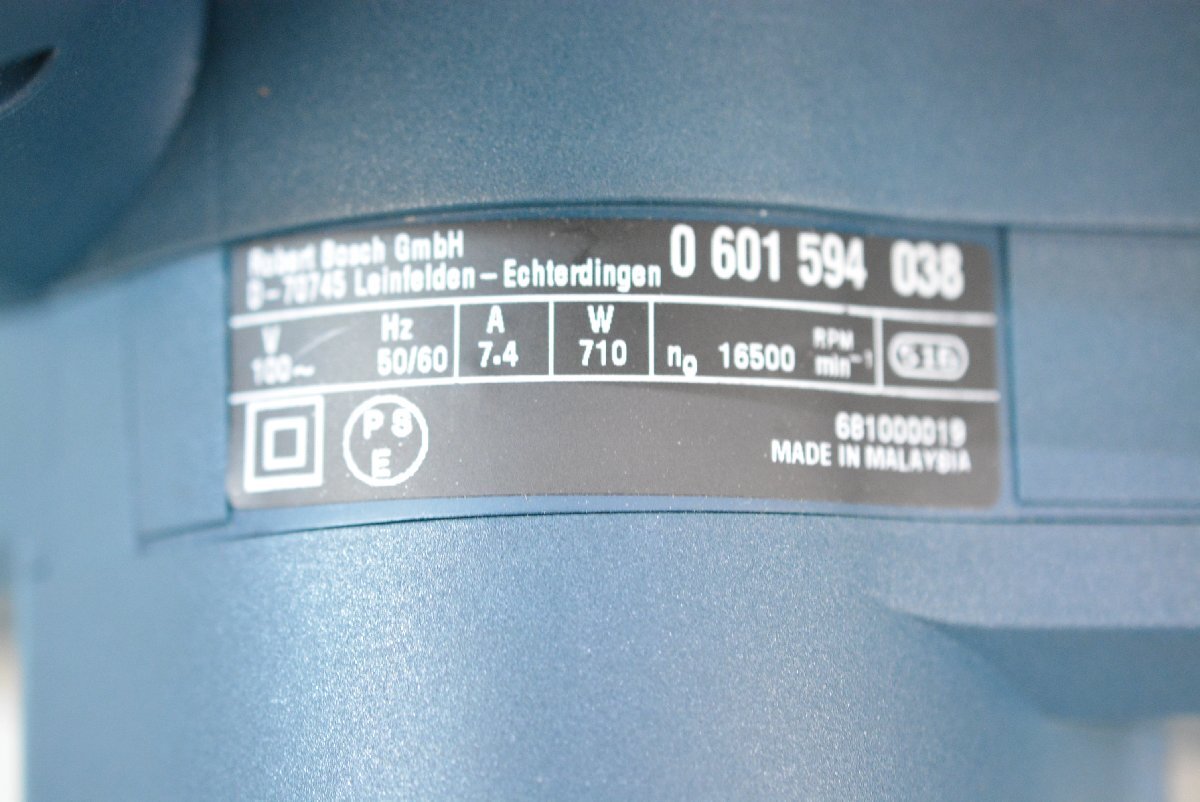 Robert Bosch GmbH
D-70745 Leinfelden-Echterdingen
0 601 594 038
V
100~
Hz
50/60
A
7.4
W
710
n₀ 16500 RPM
min⁻¹
PSE
681000019
MADE IN MALAYSIA